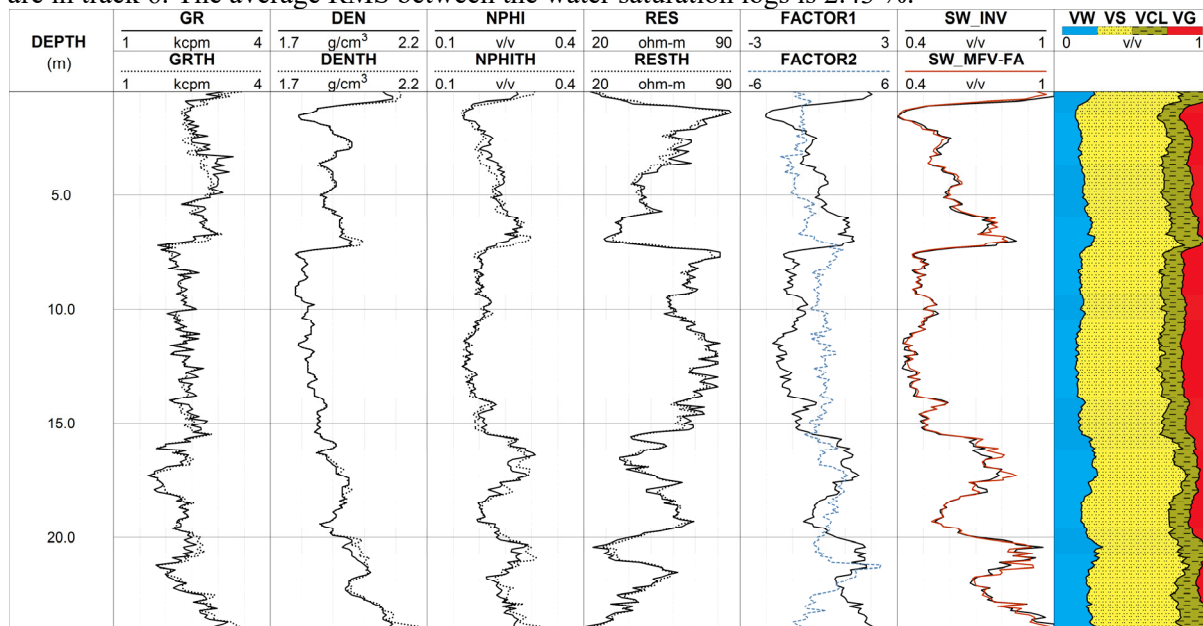 are in track 6. The average RMS between the water saturation logs is 2.43 %.
GR DEN NPHI RES FACTOR1 SW_INV VW VS VCL VG
DEPTH 1 kcpm 4 1.7 g/cm³ 2.2 0.1 v/v 0.4 20 ohm-m 90 -3 3 0.4 v/v 1 0 v/v 1
(m) GRTH DENTH NPHITH RESTH FACTOR2 SW_MFV-FA
1 kcpm 4 1.7 g/cm³ 2.2 0.1 v/v 0.4 20 ohm-m 90 -6 6 0.4 v/v 1
5.0
10.0
15.0
20.0